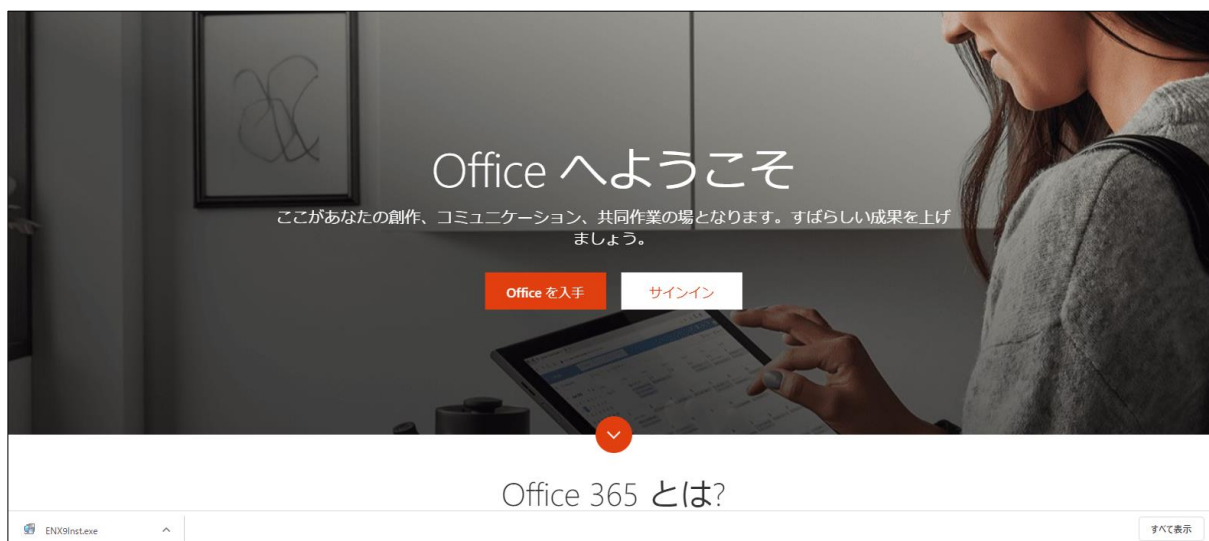 Office へようこそ
ここがあなたの創作、コミュニケーション、共同作業の場となります。すばらしい成果を上げ
ましょう。
Office を入手
サインイン
Office 365 とは?
ENX9Inst.exe
すべて表示